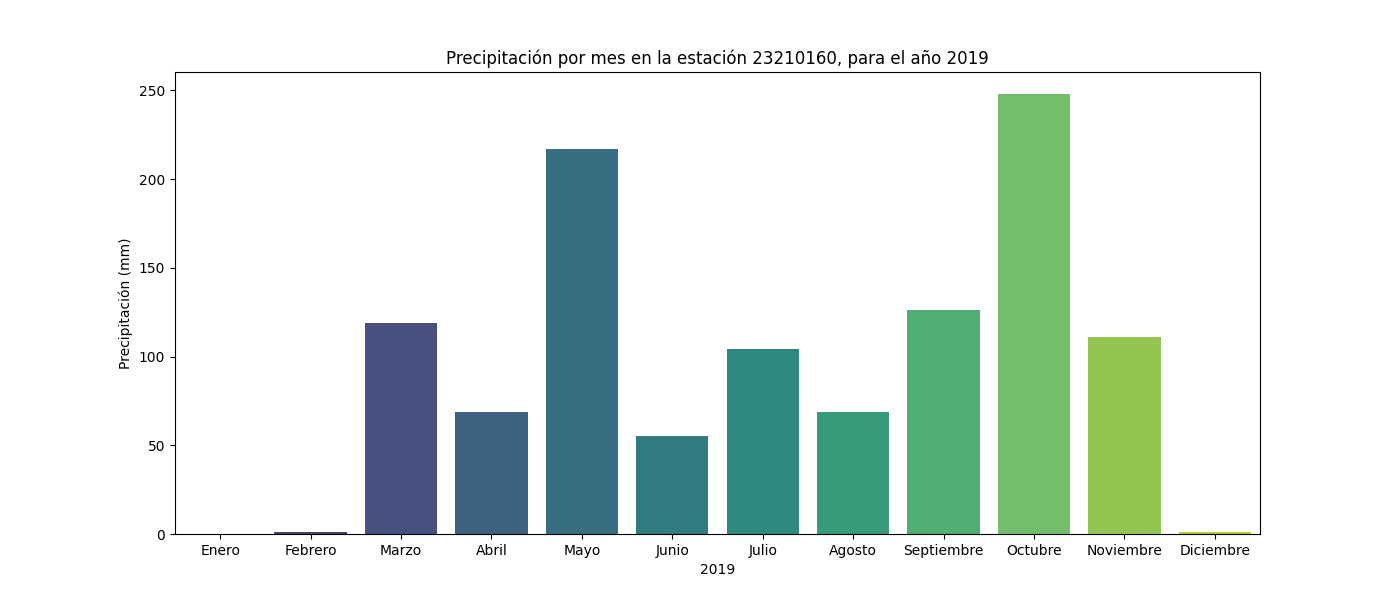 Precipitación por mes en la estación 23210160, para el año 2019
Precipitación (mm)
250
200
150
100
50
0
Enero Febrero Marzo Abril Mayo Junio Julio Agosto Septiembre Octubre Noviembre Diciembre
2019